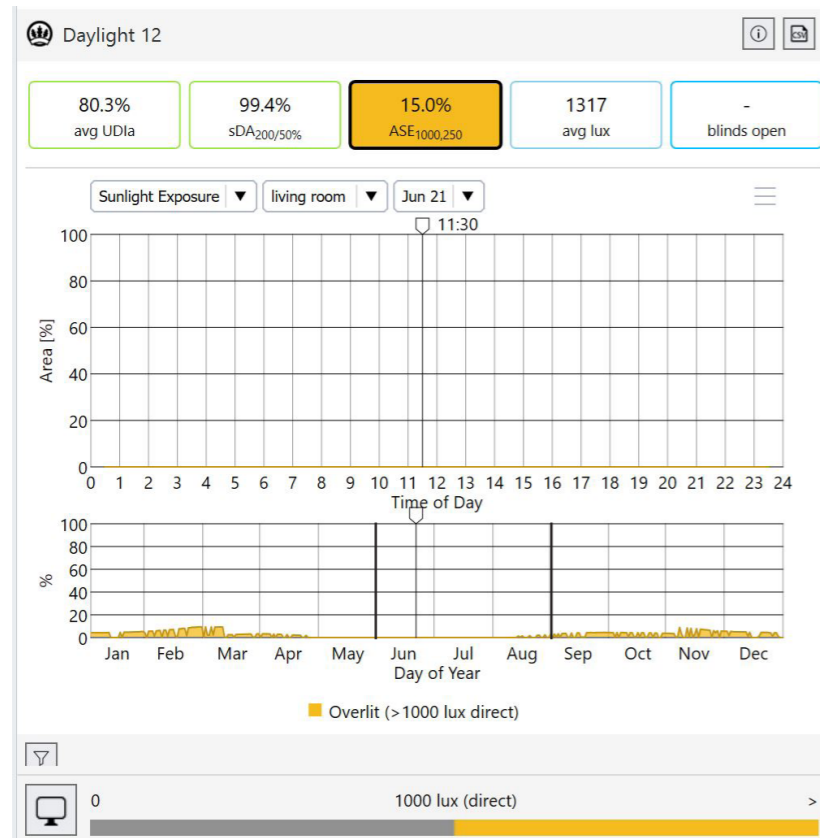 Daylight 12
CSV
80.3% 99.4% 15.0% 1317 -
avg UDIa sDA200/50% ASE1000,250 avg lux blinds open
Sunlight Exposure ▼ living room ▼ Jun 21 ▼
11:30
100
80
60
40
20
0
Area [%]
0 1 2 3 4 5 6 7 8 9 10 11 12 13 14 15 16 17 18 19 20 21 22 23 24
Time of Day
100
80
60
40
20
0
%
Jan Feb Mar Apr May Jun Jul Aug Sep Oct Nov Dec
Day of Year
Overlit (>1000 lux direct)
0 1000 lux (direct) >